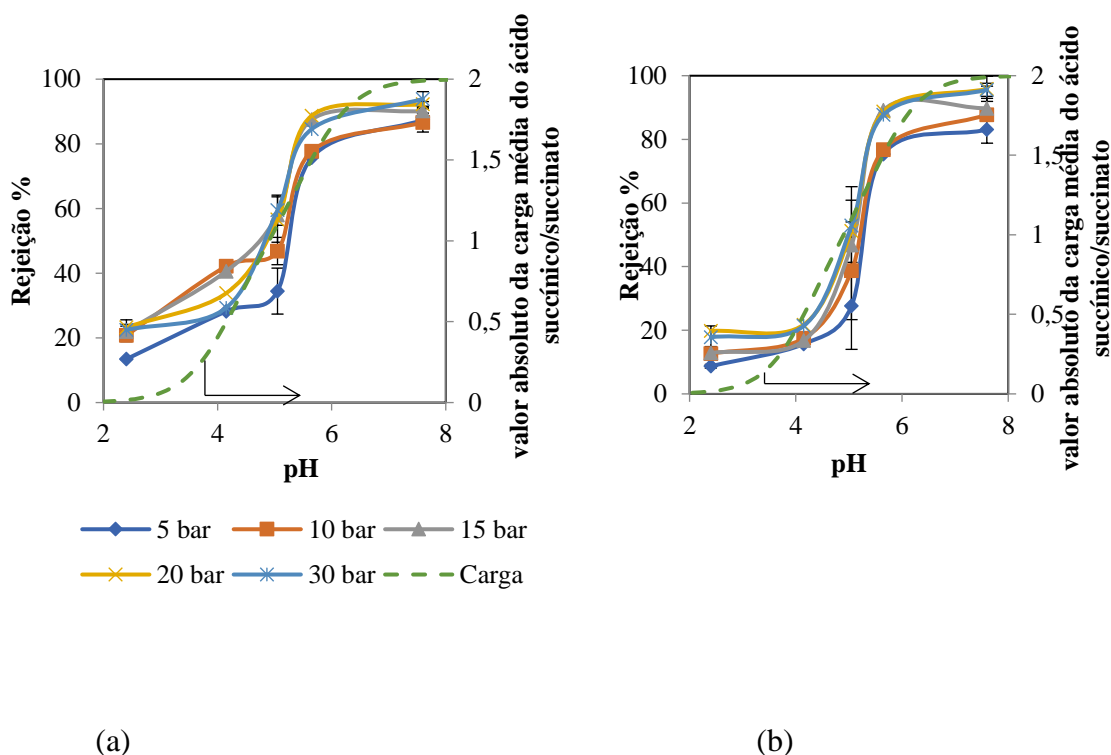 100
80
60
40
20
0
Rejeição %
2
4
6
8
pH
2
1,5
1
0,5
0
valor absoluto da carga média do ácido
succínico/succinato
100
80
60
40
20
0
Rejeição %
2
4
6
8
pH
2
1,5
1
0,5
0
valor absoluto da carga média do ácido
succínico/succinato
5 bar 10 bar 15 bar
20 bar 30 bar Carga
(a) (b)